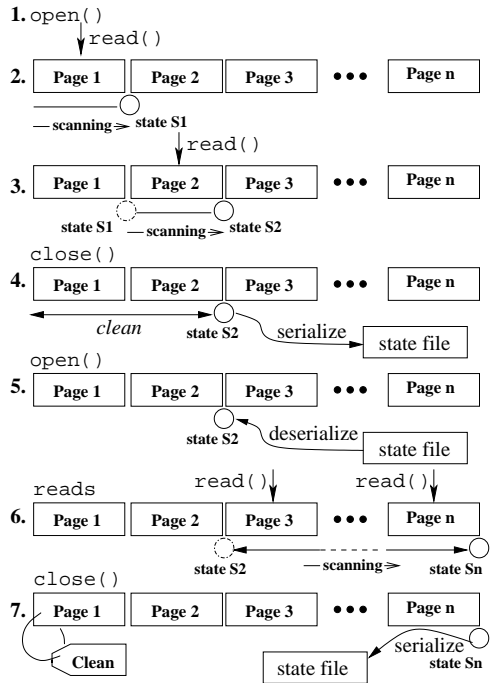 1. open()
read()
2. Page 1 Page 2 Page 3 ••• Page n
scanning state S1
read()
3. Page 1 Page 2 Page 3 ••• Page n
state S1 scanning state S2
close()
4. Page 1 Page 2 Page 3 ••• Page n
clean state S2 serialize state file
open()
5. Page 1 Page 2 Page 3 ••• Page n
state S2 deserialize state file
reads read() read()
6. Page 1 Page 2 Page 3 ••• Page n
state S2 scanning state Sn
close()
7. Page 1 Page 2 Page 3 ••• Page n
Clean state file serialize state Sn